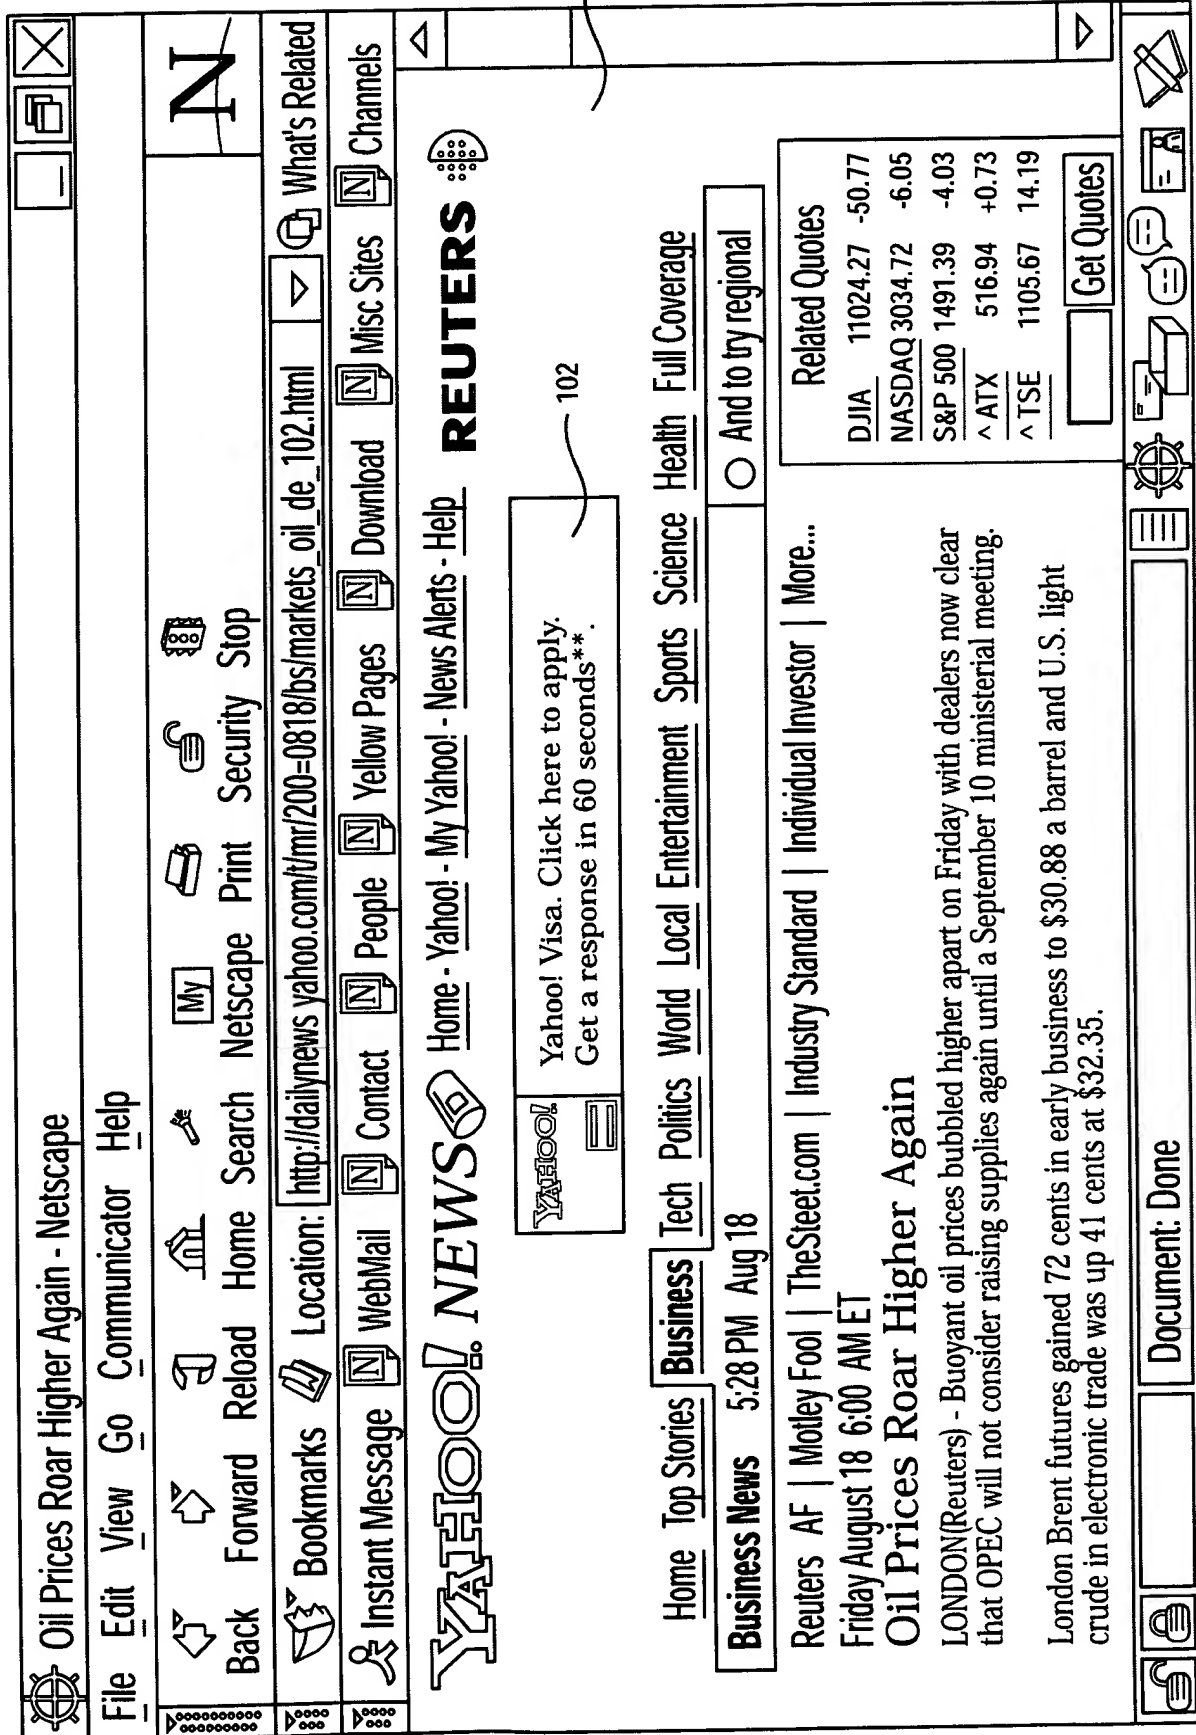 Oil Prices Roar Higher Again - Netscape
File Edit View Go Communicator Help
N
My
Back Forward Reload Home Search Netscape Print Security Stop
Bookmarks Location: http://dailynews yahoo.com/t/mr/200=0818/bs/markets_oil_de_102.html What's Related
Instant Message N WebMail N Contact N People N Yellow Pages N Download N Misc Sites N Channels
YAHOO! NEWS Home - Yahoo! - My Yahoo! - News Alerts - Help REUTERS
YAHOO!
Yahoo! Visa. Click here to apply.
Get a response in 60 seconds**.
102
Home Top Stories Business Tech Politics World Local Entertainment Sports Science Health Full Coverage
Business News 5:28 PM Aug 18 And to try regional
Reuters AF | Motley Fool | TheSteet.com | Industry Standard | Individual Investor | More...
Friday August 18 6:00 AM ET
Oil Prices Roar Higher Again
LONDON(Reuters) - Buoyant oil prices bubbled higher apart on Friday with dealers now clear
that OPEC will not consider raising supplies again until a September 10 ministerial meeting.
London Brent futures gained 72 cents in early business to $30.88 a barrel and U.S. light
crude in electronic trade was up 41 cents at $32.35.
Related Quotes
DJIA 11024.27 -50.77
NASDAQ 3034.72 -6.05
S&P 500 1491.39 -4.03
^ ATX 516.94 +0.73
^ TSE 1105.67 14.19
Get Quotes
Document: Done